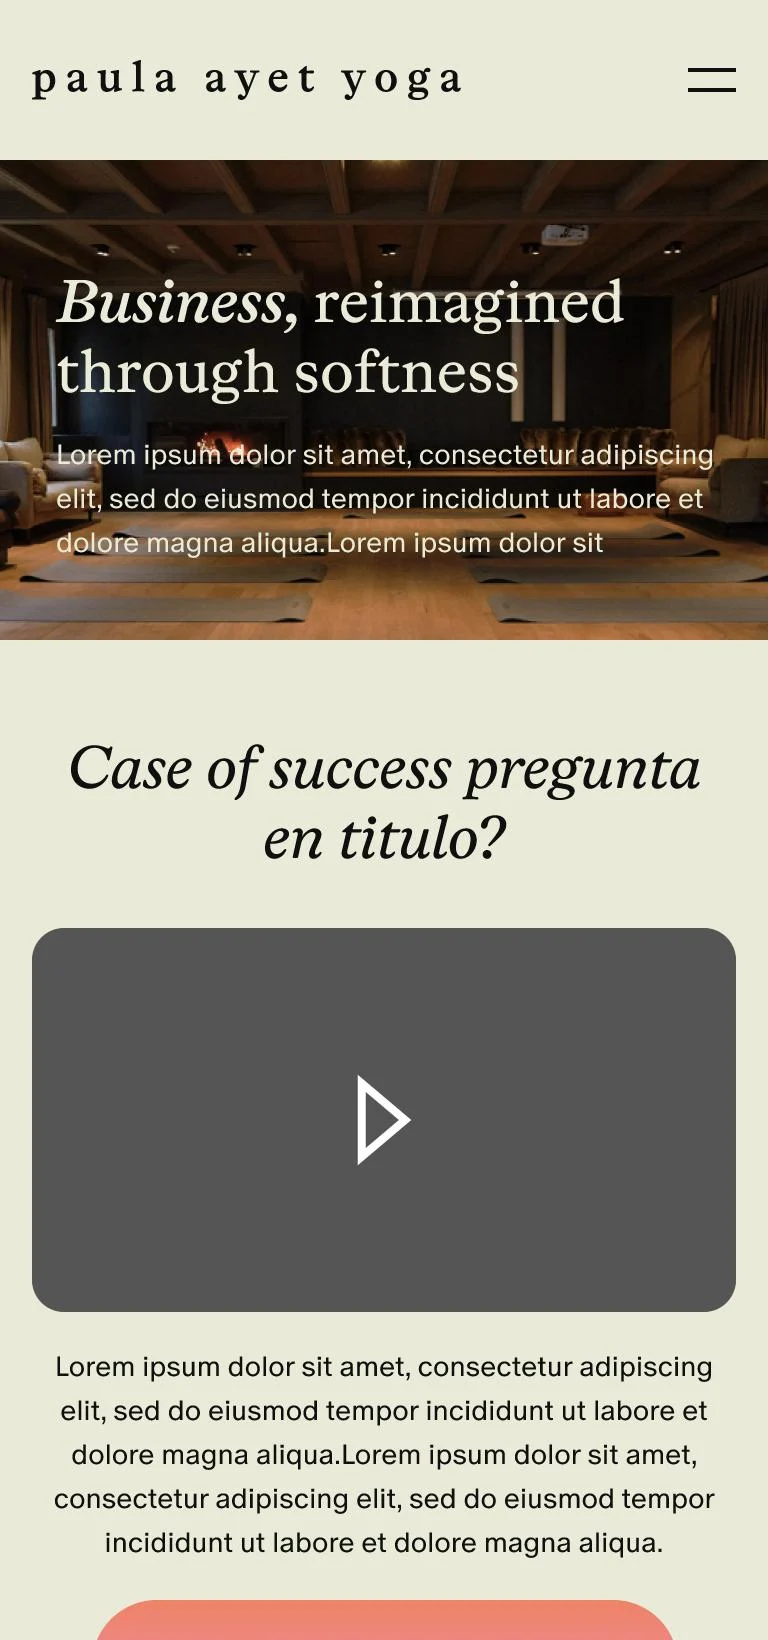 paula ayet yoga
Business, reimagined
through softness
Lorem ipsum dolor sit amet, consectetur adipiscing
elit, sed do eiusmod tempor incididunt ut labore et
dolore magna aliqua.Lorem ipsum dolor sit
Case of success pregunta
en titulo?
Lorem ipsum dolor sit amet, consectetur adipiscing
elit, sed do eiusmod tempor incididunt ut labore et
dolore magna aliqua.Lorem ipsum dolor sit amet,
consectetur adipiscing elit, sed do eiusmod tempor
incididunt ut labore et dolore magna aliqua.